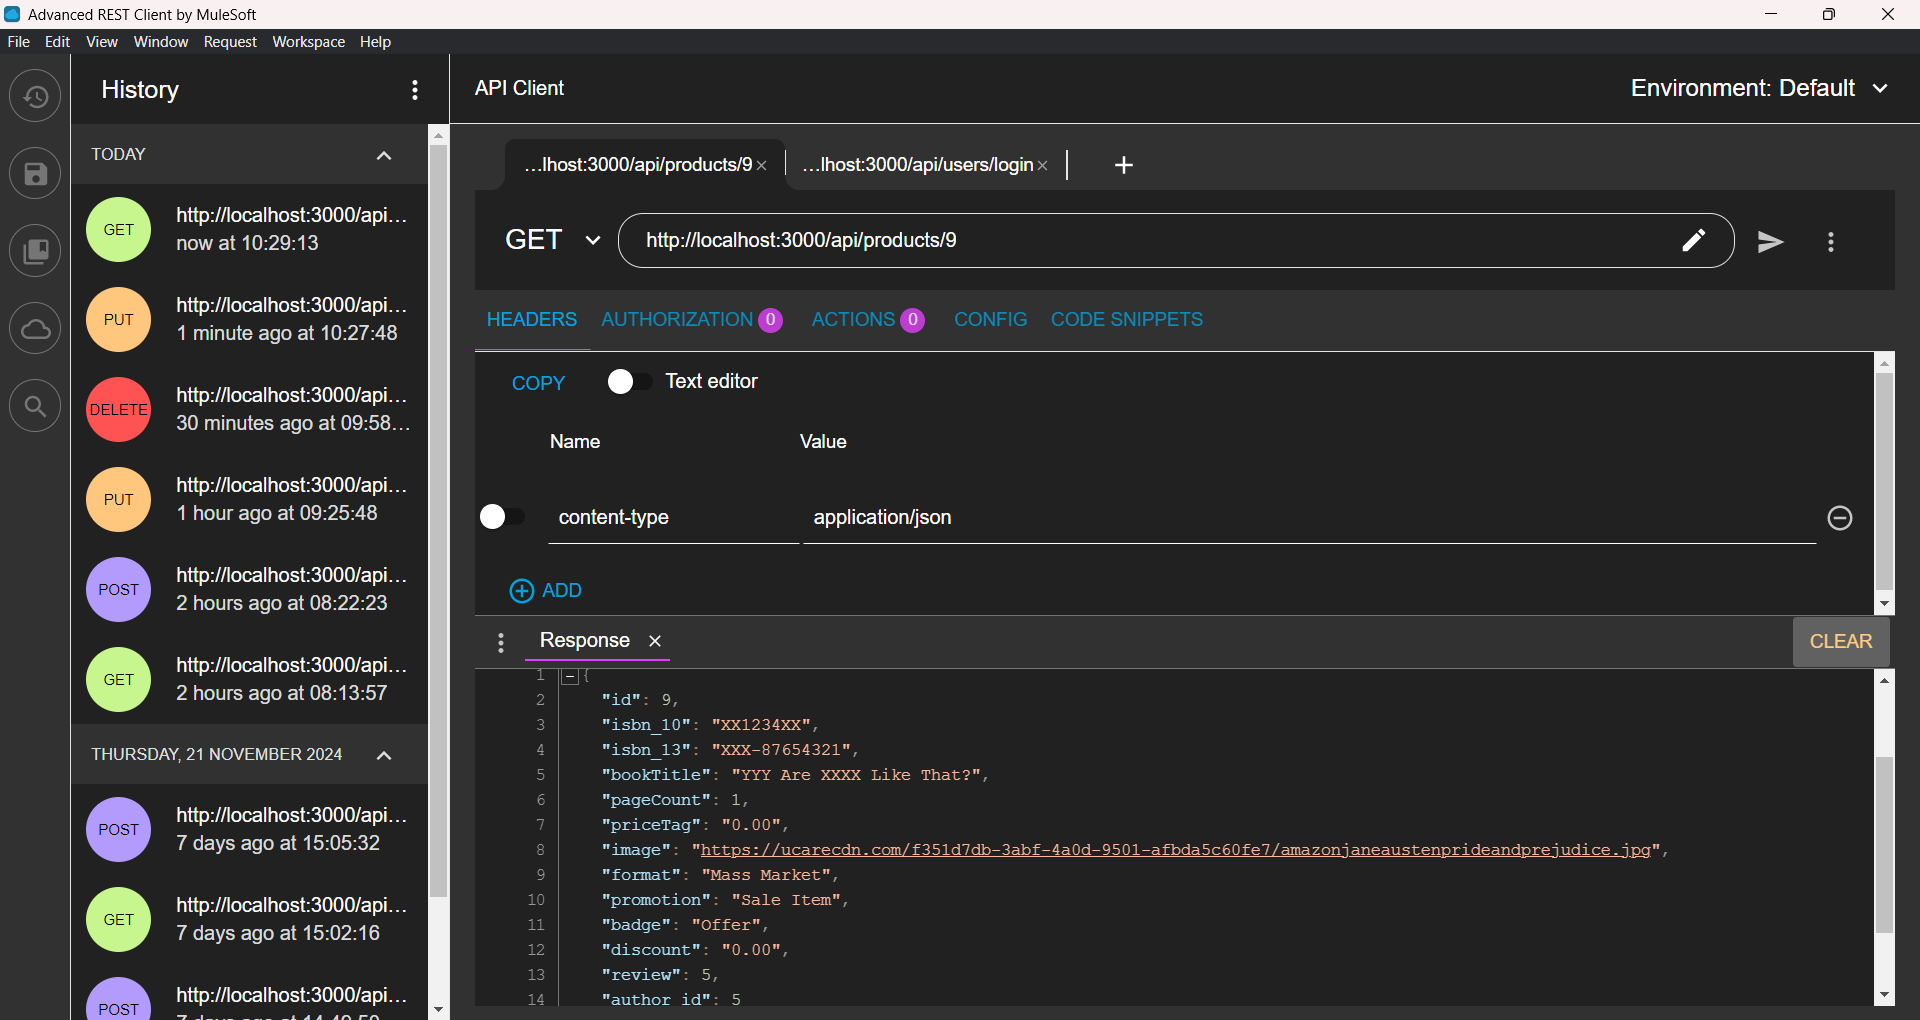 Advanced REST Client by MuleSoft
File Edit View Window Request Workspace Help
History
API Client
Environment: Default
TODAY
GET
http://localhost:3000/api...
now at 10:29:13
PUT
http://localhost:3000/api...
1 minute ago at 10:27:48
DELETE
http://localhost:3000/api...
30 minutes ago at 09:58...
PUT
http://localhost:3000/api...
1 hour ago at 09:25:48
POST
http://localhost:3000/api...
2 hours ago at 08:22:23
GET
http://localhost:3000/api...
2 hours ago at 08:13:57
THURSDAY, 21 NOVEMBER 2024
POST
http://localhost:3000/api...
7 days ago at 15:05:32
GET
http://localhost:3000/api...
7 days ago at 15:02:16
POST
http://localhost:3000/api...
...lhost:3000/api/products/9 ...lhost:3000/api/users/login
GET http://localhost:3000/api/products/9
HEADERS AUTHORIZATION 0 ACTIONS 0 CONFIG CODE SNIPPETS
COPY Text editor
Name Value
content-type application/json
ADD
Response CLEAR
1 {
2 "id": 9,
3 "isbn_10": "XX1234XX",
4 "isbn_13": "XXX-87654321",
5 "bookTitle": "YYY Are XXXX Like That?",
6 "pageCount": 1,
7 "priceTag": "0.00",
8 "image": "https://ucarecdn.com/f351d7db-3abf-4a0d-9501-afbda5c60fe7/amazonjaneaustenprideandprejudice.jpg",
9 "format": "Mass Market",
10 "promotion": "Sale Item",
11 "badge": "Offer",
12 "discount": "0.00",
13 "review": 5,
14 "author_id": 5